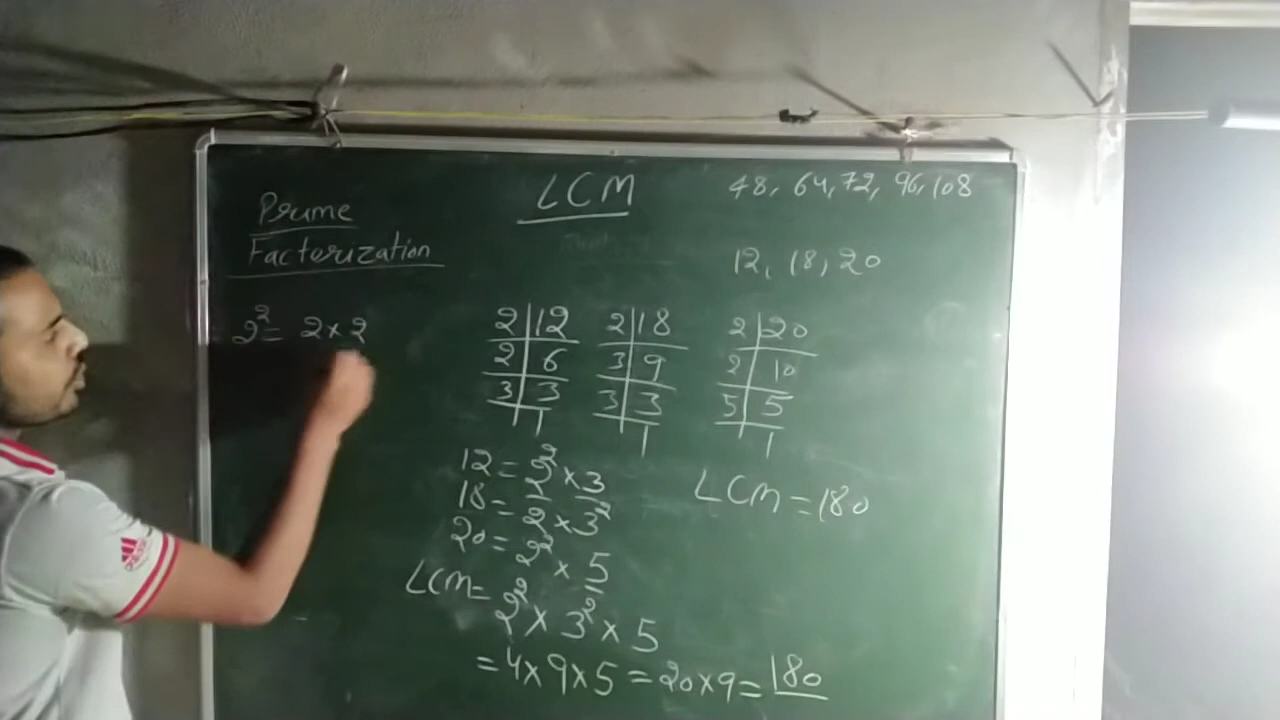 LCM
48, 64, 72, 96, 108
Prime
Factorization
12, 18, 20
2² = 2 × 2
2 | 12
2 | 6
3 | 3
1
2 | 18
3 | 9
3 | 3
1
2 | 20
2 | 10
5 | 5
1
12 = 2² × 3
18 = 2 × 3²
20 = 2² × 5
LCM = 180
LCM = 2² × 3² × 5
= 4 × 9 × 5 = 20 × 9 = 180